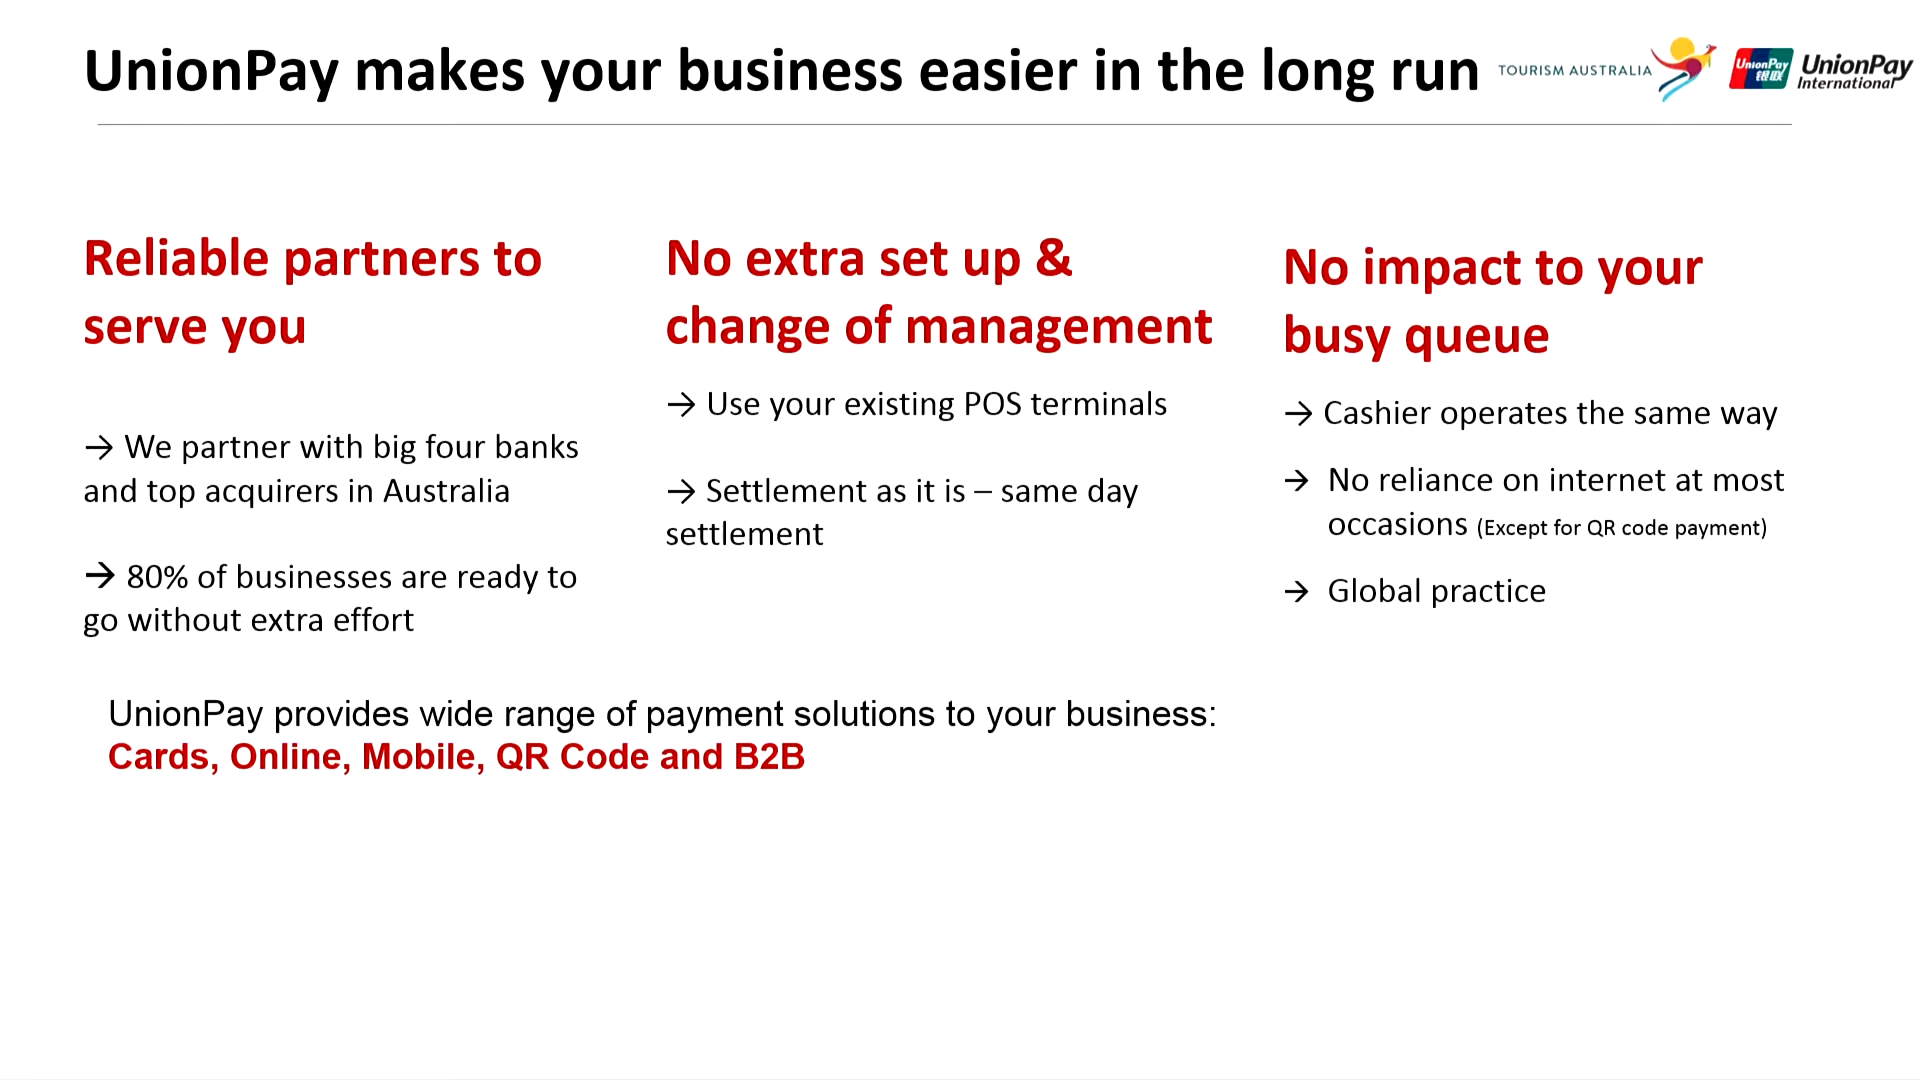 UnionPay makes your business easier in the long run
TOURISM AUSTRALIA
UnionPay
银联
UnionPay
International
Reliable partners to
serve you
→ We partner with big four banks
and top acquirers in Australia
→ 80% of businesses are ready to
go without extra effort
No extra set up &
change of management
→ Use your existing POS terminals
→ Settlement as it is – same day
settlement
No impact to your
busy queue
→ Cashier operates the same way
→ No reliance on internet at most
occasions (Except for QR code payment)
→ Global practice
UnionPay provides wide range of payment solutions to your business:
Cards, Online, Mobile, QR Code and B2B